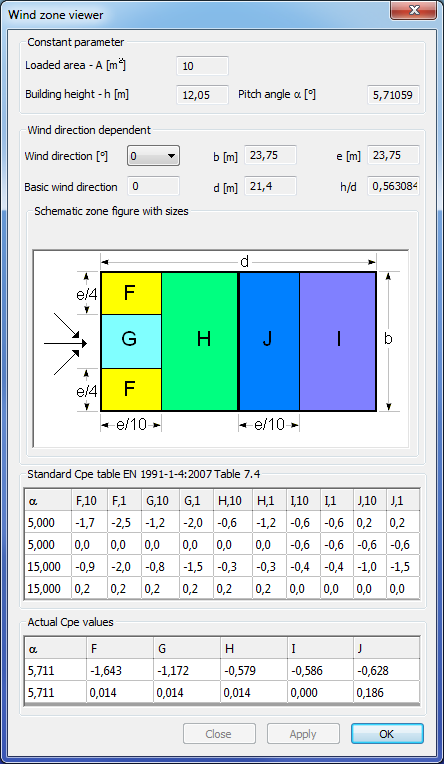 Wind zone viewer
Constant parameter
Loaded area - A [m²] 10
Building height - h [m] 12,05 Pitch angle α [°] 5,71059
Wind direction dependent
Wind direction [°] 0 b [m] 23,75 e [m] 23,75
Basic wind direction 0 d [m] 21,4 h/d 0,563084
Schematic zone figure with sizes
d
e/4 F
G H J I b
e/4 F
e/10 e/10
Standard Cpe table EN 1991-1-4:2007 Table 7.4
α F,10 F,1 G,10 G,1 H,10 H,1 I,10 I,1 J,10 J,1
5,000 -1,7 -2,5 -1,2 -2,0 -0,6 -1,2 -0,6 -0,6 0,2 0,2
5,000 0,0 0,0 0,0 0,0 0,0 0,0 -0,6 -0,6 -0,6 -0,6
15,000 -0,9 -2,0 -0,8 -1,5 -0,3 -0,3 -0,4 -0,4 -1,0 -1,5
15,000 0,2 0,2 0,2 0,2 0,2 0,2 0,0 0,0 0,0 0,0
Actual Cpe values
α F G H I J
5,711 -1,643 -1,172 -0,579 -0,586 -0,628
5,711 0,014 0,014 0,014 0,000 0,186
Close Apply OK